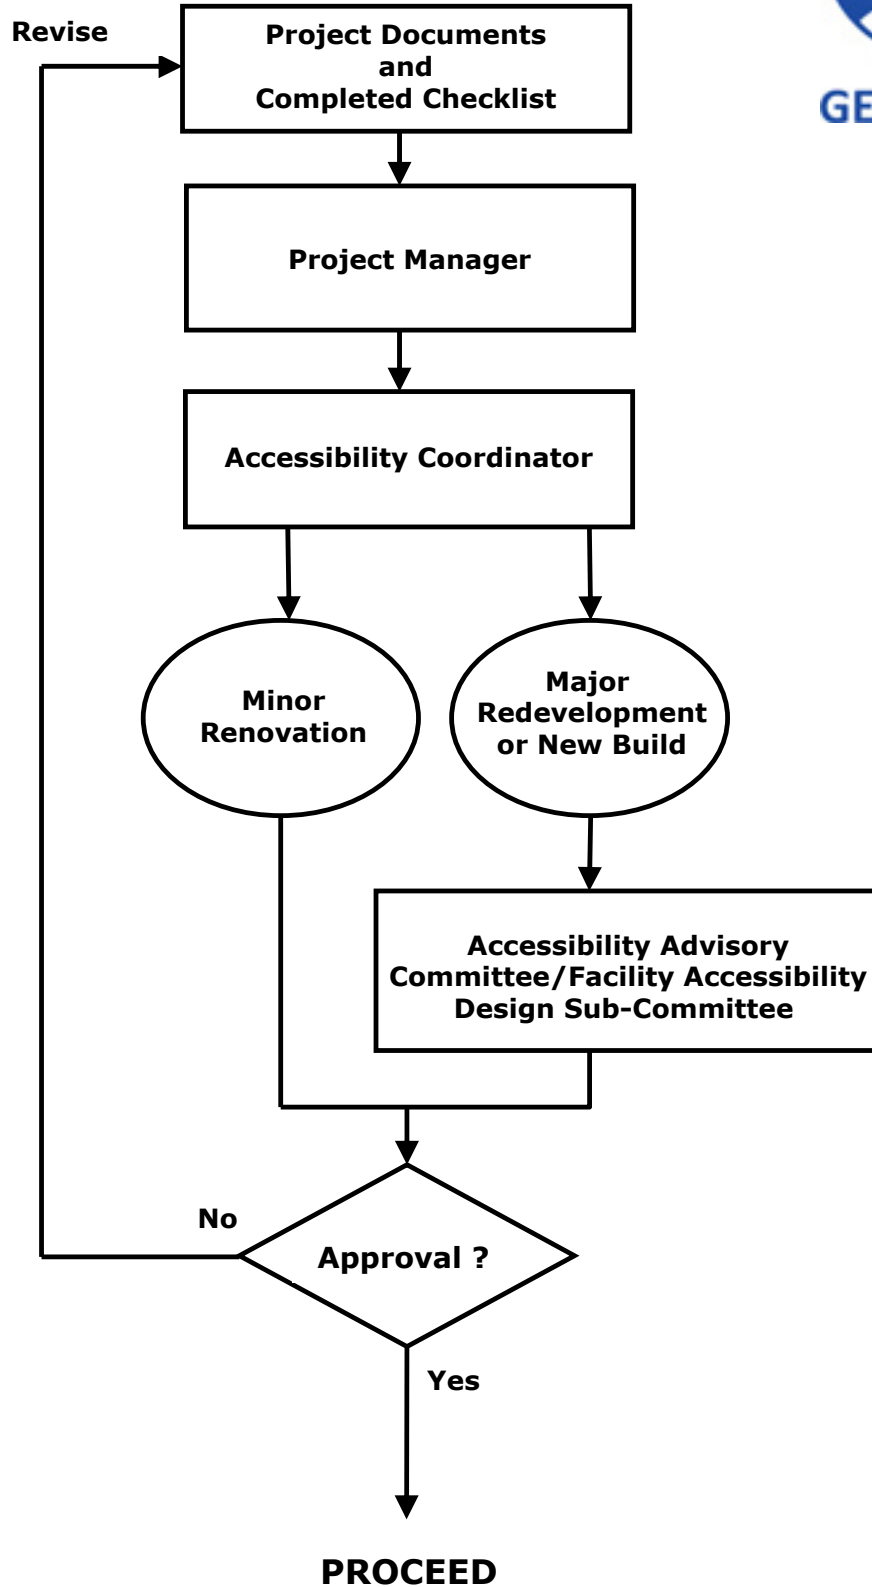 Revise
Project Documents
and
Completed Checklist
GE
Project Manager
Accessibility Coordinator
Minor
Renovation
Major
Redevelopment
or New Build
Accessibility Advisory
Committee/Facility Accessibility
Design Sub-Committee
No
Approval ?
Yes
PROCEED